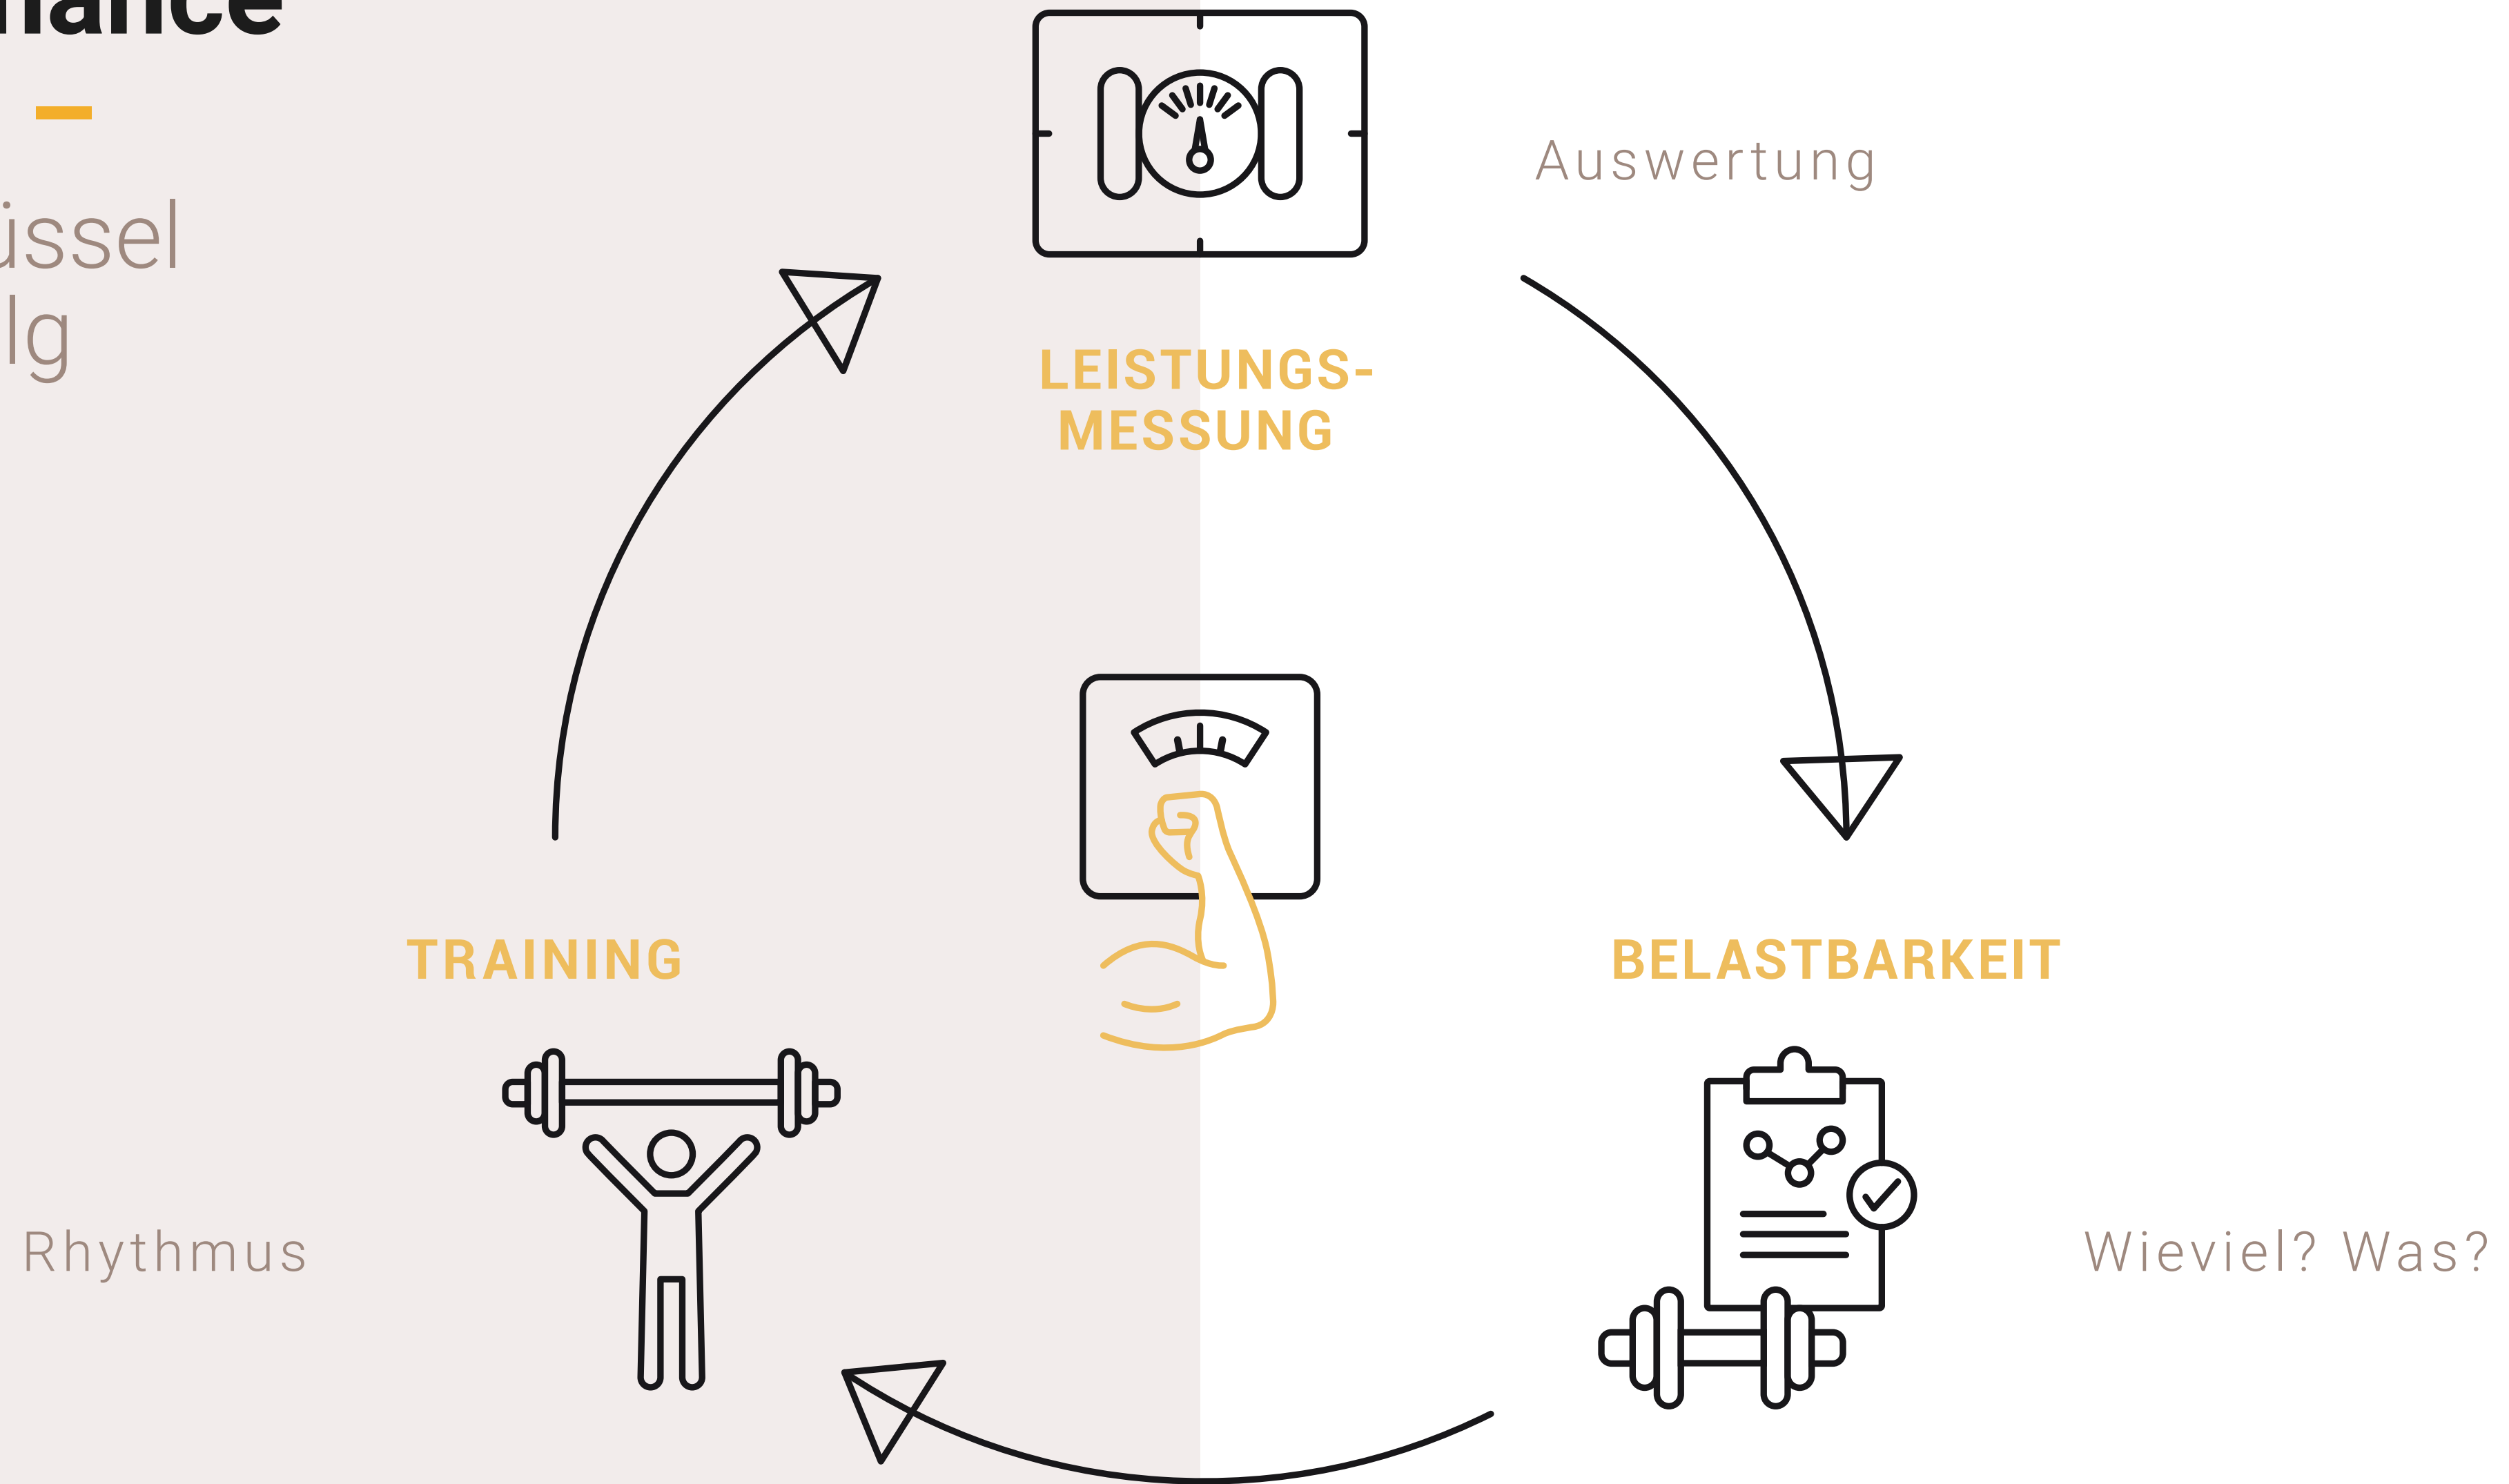 Auswertung
LEISTUNGS-
MESSUNG
TRAINING
BELASTBARKEIT
Rhythmus
Wieviel? Was?